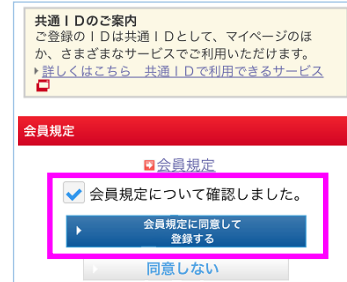 共通ＩＤのご案内
ご登録のＩＤは共通ＩＤとして、マイページのほ
か、さまざまなサービスでご利用いただけます。
詳しくはこちら　共通ＩＤで利用できるサービス
会員規定
会員規定
会員規定について確認しました。
会員規定に同意して
登録する
同意しない